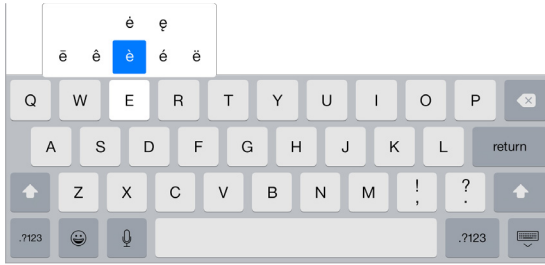 ė ę
ē ê è é ë
Q W E R T Y U I O P
A S D F G H J K L return
Z X C V B N M ! , ? .
.?123 .?123